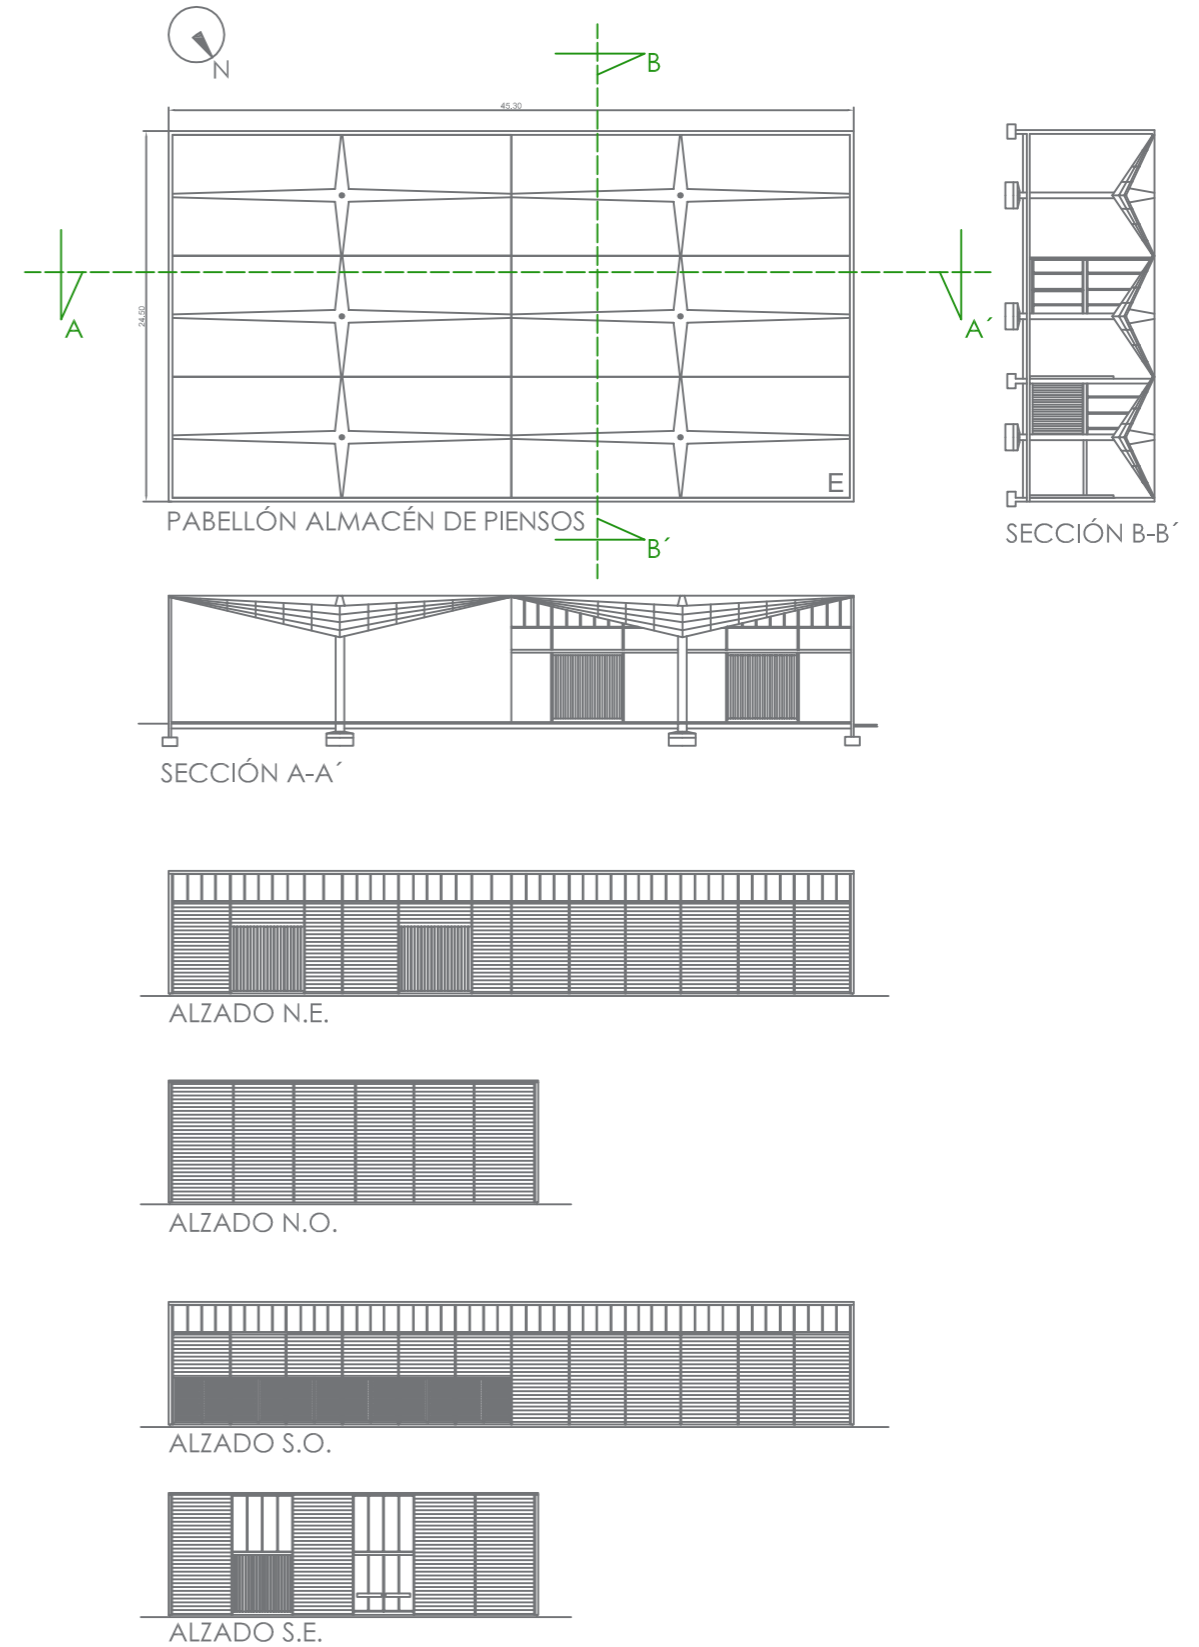 N
B
45.30
A
24.50
A´
E
PABELLÓN ALMACÉN DE PIENSOS
B´
SECCIÓN B-B´
SECCIÓN A-A´
ALZADO N.E.
ALZADO N.O.
ALZADO S.O.
ALZADO S.E.